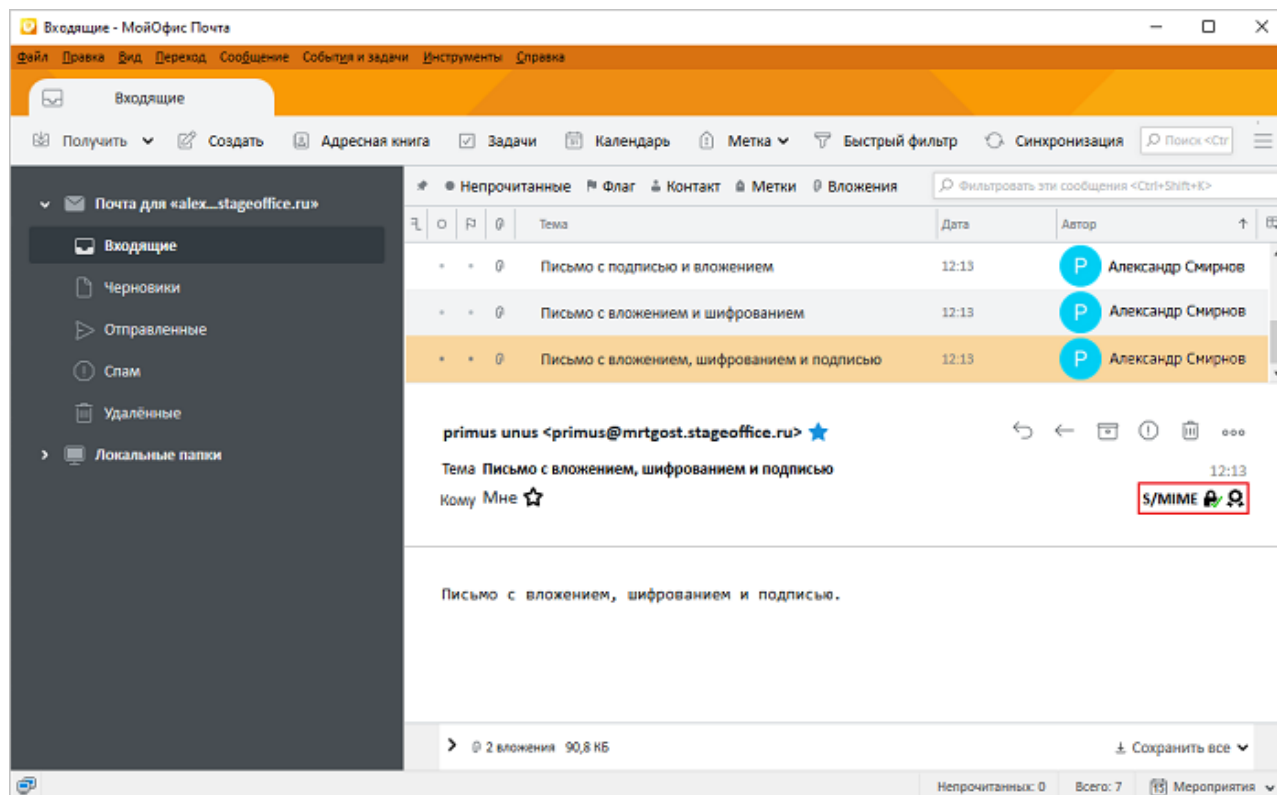 Входящие - МойОфис Почта
Файл Правка Вид Переход Сообщение События и задачи Инструменты Справка
Входящие
Получить Создать Адресная книга Задачи Календарь Метка Быстрый фильтр Синхронизация Поиск <Ctr
Почта для «alex_stageoffice.ru»
Входящие
Черновики
Отправленные
Спам
Удалённые
Локальные папки
Непрочитанные Флаг Контакт Метки Вложения Фильтровать эти сообщения <Ctrl+Shift+K>
Тема Дата Автор
Письмо с подписью и вложением 12:13 Р Александр Смирнов
Письмо с вложением и шифрованием 12:13 Р Александр Смирнов
Письмо с вложением, шифрованием и подписью 12:13 Р Александр Смирнов
primus unus <primus@mrtgost.stageoffice.ru>
Тема Письмо с вложением, шифрованием и подписью 12:13
Кому Мне S/MIME
Письмо с вложением, шифрованием и подписью.
2 вложения 90,8 КБ Сохранить все
Непрочитанных: 0 Всего: 7 15 Мероприятия